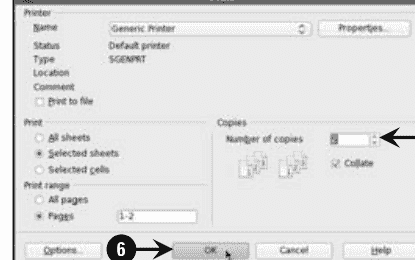 Printer
Name Generic Printer Properties...
Status Default printer
Type SGENPRT
Location
Comment
Print to file
Print
All sheets
Selected sheets
Selected cells
Print range
All pages
Pages 1-2
Copies
Number of copies
Collate
Options... 6 OK Cancel Help